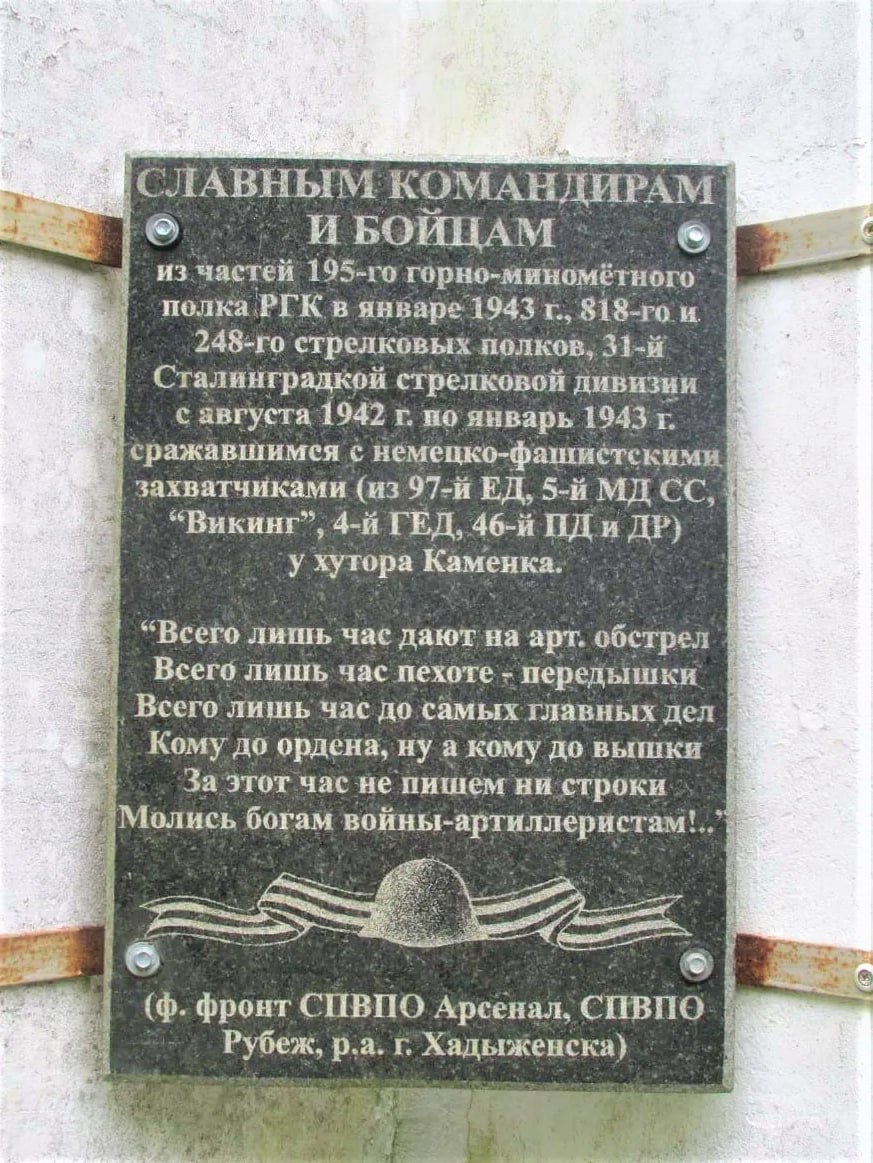 СЛАВНЫМ КОМАНДИРАМ
И БОЙЦАМ
из частей 195-го горно-миномётного
полка РГК в январе 1943 г., 818-го и
248-го стрелковых полков, 31-й
Сталинградкой стрелковой дивизии
с августа 1942 г. по январь 1943 г.
сражавшимся с немецко-фашистскими
захватчиками (из 97-й ЕД, 5-й МД СС,
“Викинг”, 4-й ГЕД, 46-й ПД и ДР)
у хутора Каменка.
“Всего лишь час дают на арт. обстрел
Всего лишь час пехоте - передышки
Всего лишь час до самых главных дел
Кому до ордена, ну а кому до вышки
За этот час не пишем ни строки
Молись богам войны-артиллеристам!..”
(ф. фронт СПВПО Арсенал, СПВПО
Рубеж, р.а. г. Хадыженска)